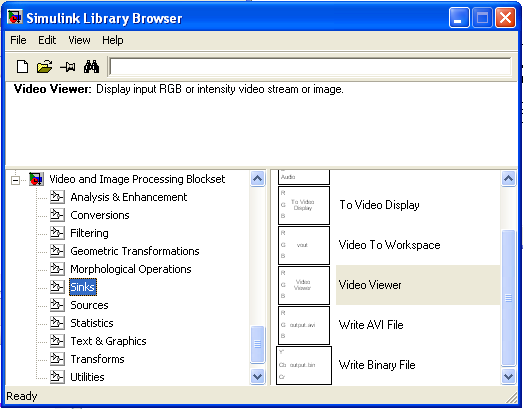 Simulink Library Browser
File Edit View Help
Video Viewer: Display input RGB or intensity video stream or image.
Video and Image Processing Blockset
Analysis & Enhancement
Conversions
Filtering
Geometric Transformations
Morphological Operations
Sinks
Sources
Statistics
Text & Graphics
Transforms
Utilities
Audio
R
G To Video Display
B
To Video Display
R
G vout
B
Video To Workspace
R
G Video Viewer
B
Video Viewer
R
G output.avi
B
Write AVI File
Y'
Cb output.bin
Cr
Write Binary File
Ready